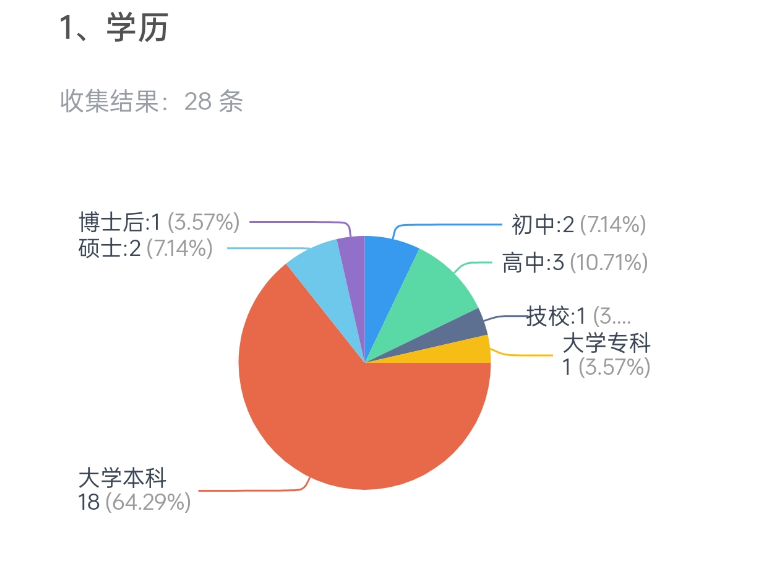 1、学历
收集结果：28 条
博士后:1 (3.57%)
硕士:2 (7.14%)
初中:2 (7.14%)
高中:3 (10.71%)
技校:1 (3....
大学专科
1 (3.57%)
大学本科
18 (64.29%)